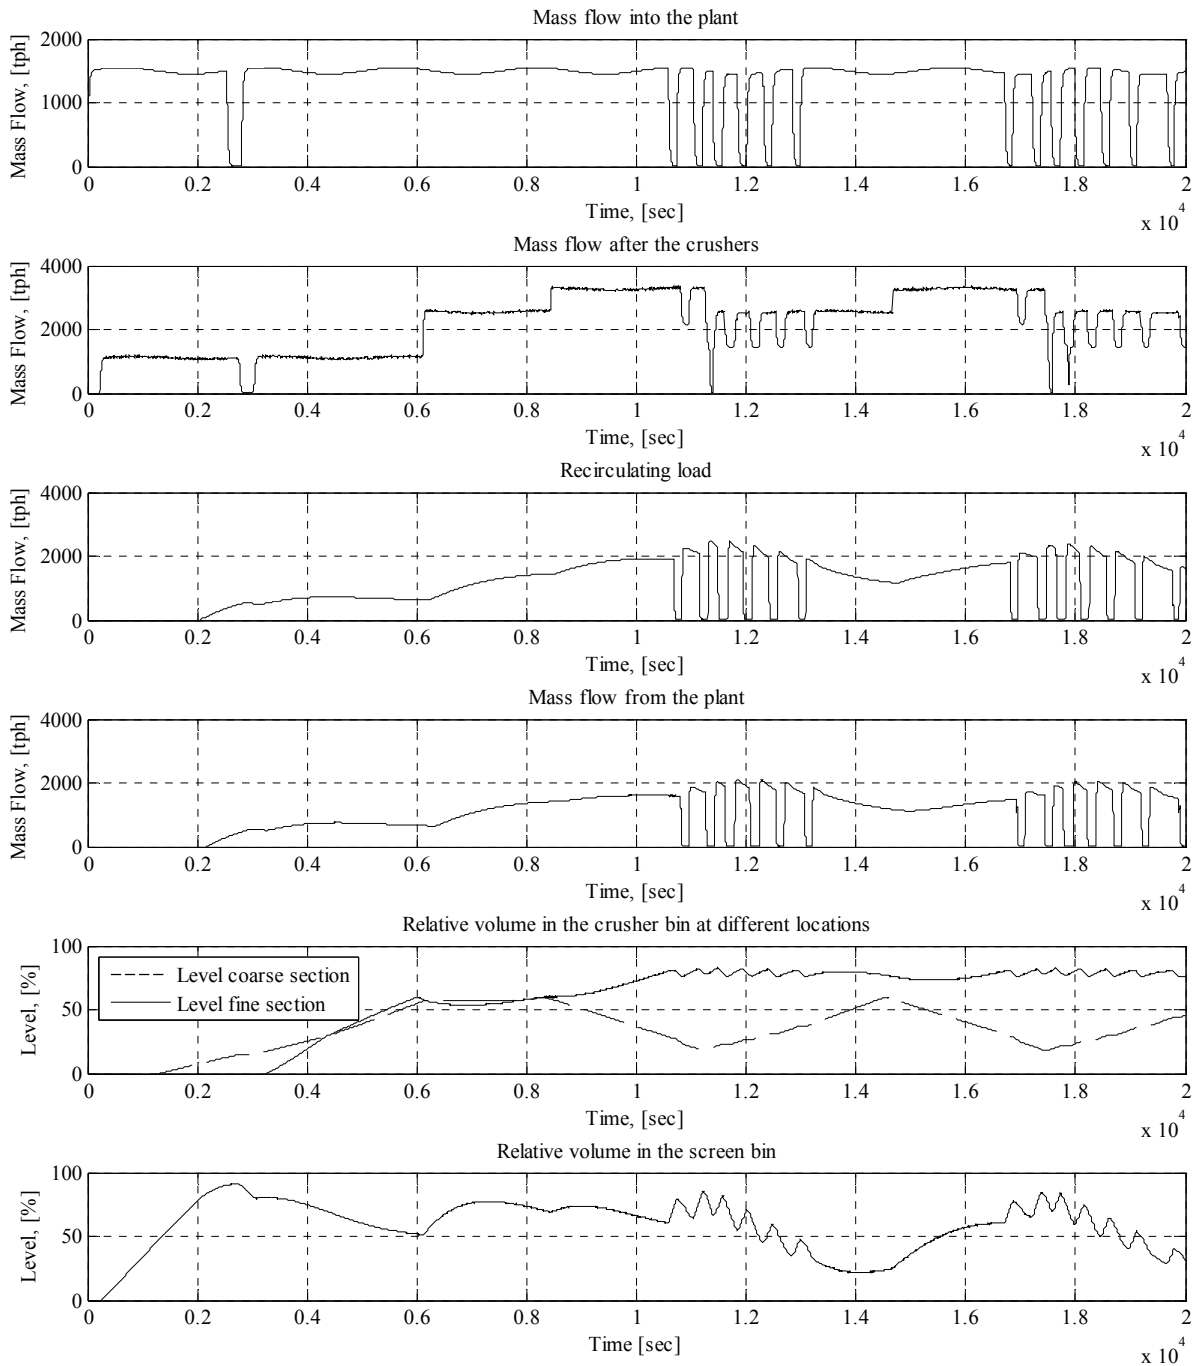 Mass flow into the plant
Mass Flow, [tph]
2000
1000
0
0 0.2 0.4 0.6 0.8 1 1.2 1.4 1.6 1.8 2
Time, [sec]
x 10^4
Mass flow after the crushers
Mass Flow, [tph]
4000
2000
0
0 0.2 0.4 0.6 0.8 1 1.2 1.4 1.6 1.8 2
Time, [sec]
x 10^4
Recirculating load
Mass Flow, [tph]
4000
2000
0
0 0.2 0.4 0.6 0.8 1 1.2 1.4 1.6 1.8 2
Time, [sec]
x 10^4
Mass flow from the plant
Mass Flow, [tph]
4000
2000
0
0 0.2 0.4 0.6 0.8 1 1.2 1.4 1.6 1.8 2
Time, [sec]
x 10^4
Relative volume in the crusher bin at different locations
Level, [%]
100
50
0
Level coarse section
Level fine section
0 0.2 0.4 0.6 0.8 1 1.2 1.4 1.6 1.8 2
Time, [sec]
x 10^4
Relative volume in the screen bin
Level, [%]
100
50
0
0 0.2 0.4 0.6 0.8 1 1.2 1.4 1.6 1.8 2
Time [sec]
x 10^4